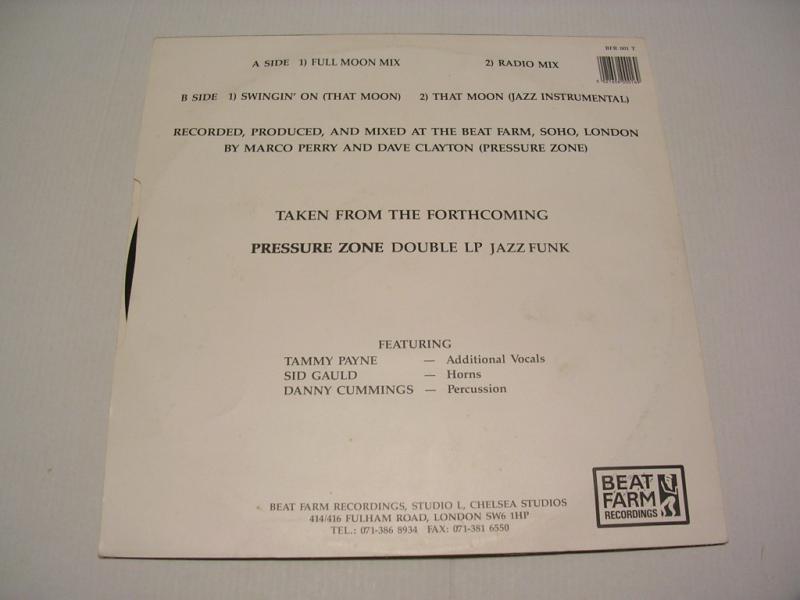 BFR 001 T
A SIDE 1) FULL MOON MIX 2) RADIO MIX
B SIDE 1) SWINGIN' ON (THAT MOON) 2) THAT MOON (JAZZ INSTRUMENTAL)
RECORDED, PRODUCED, AND MIXED AT THE BEAT FARM, SOHO, LONDON
BY MARCO PERRY AND DAVE CLAYTON (PRESSURE ZONE)
TAKEN FROM THE FORTHCOMING
PRESSURE ZONE DOUBLE LP JAZZ FUNK
FEATURING
TAMMY PAYNE — Additional Vocals
SID GAULD — Horns
DANNY CUMMINGS — Percussion
BEAT FARM RECORDINGS, STUDIO L, CHELSEA STUDIOS
414/416 FULHAM ROAD, LONDON SW6 1HP
TEL.: 071-386 8934 FAX: 071-381 6550
BEAT
FARM
RECORDINGS